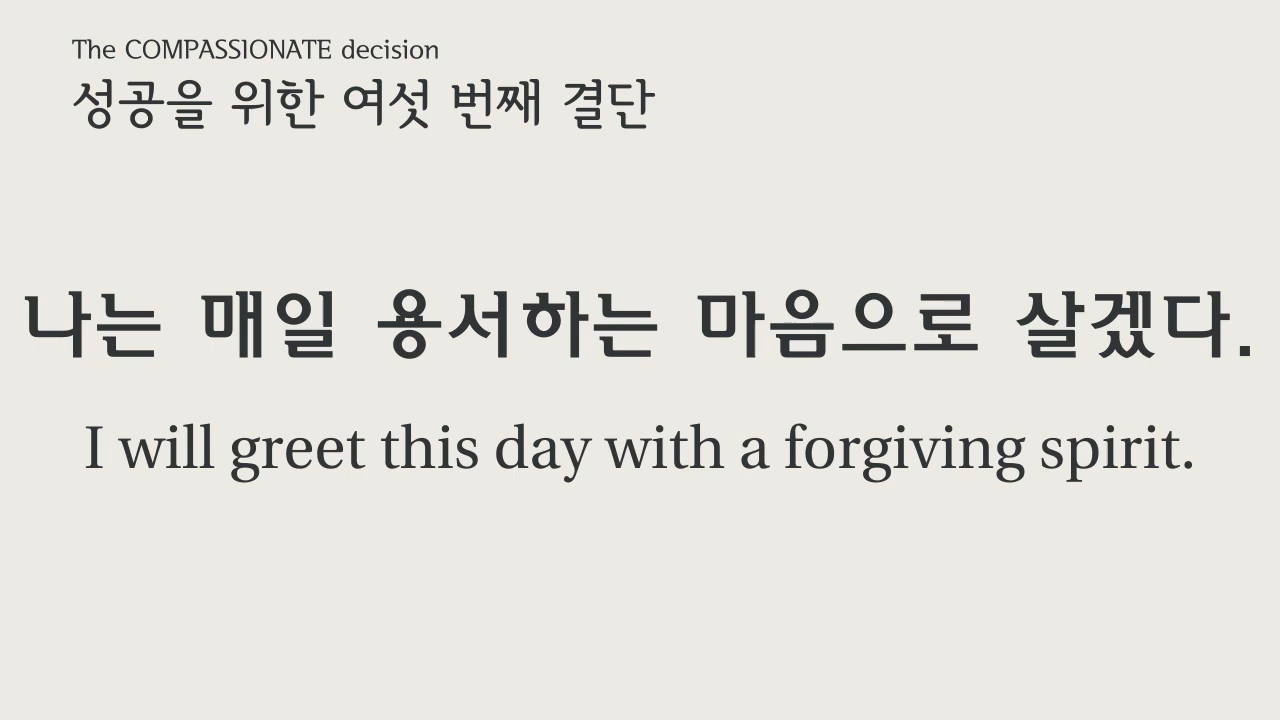 The COMPASSIONATE decision
성공을 위한 여섯 번째 결단
나는 매일 용서하는 마음으로 살겠다.
I will greet this day with a forgiving spirit.